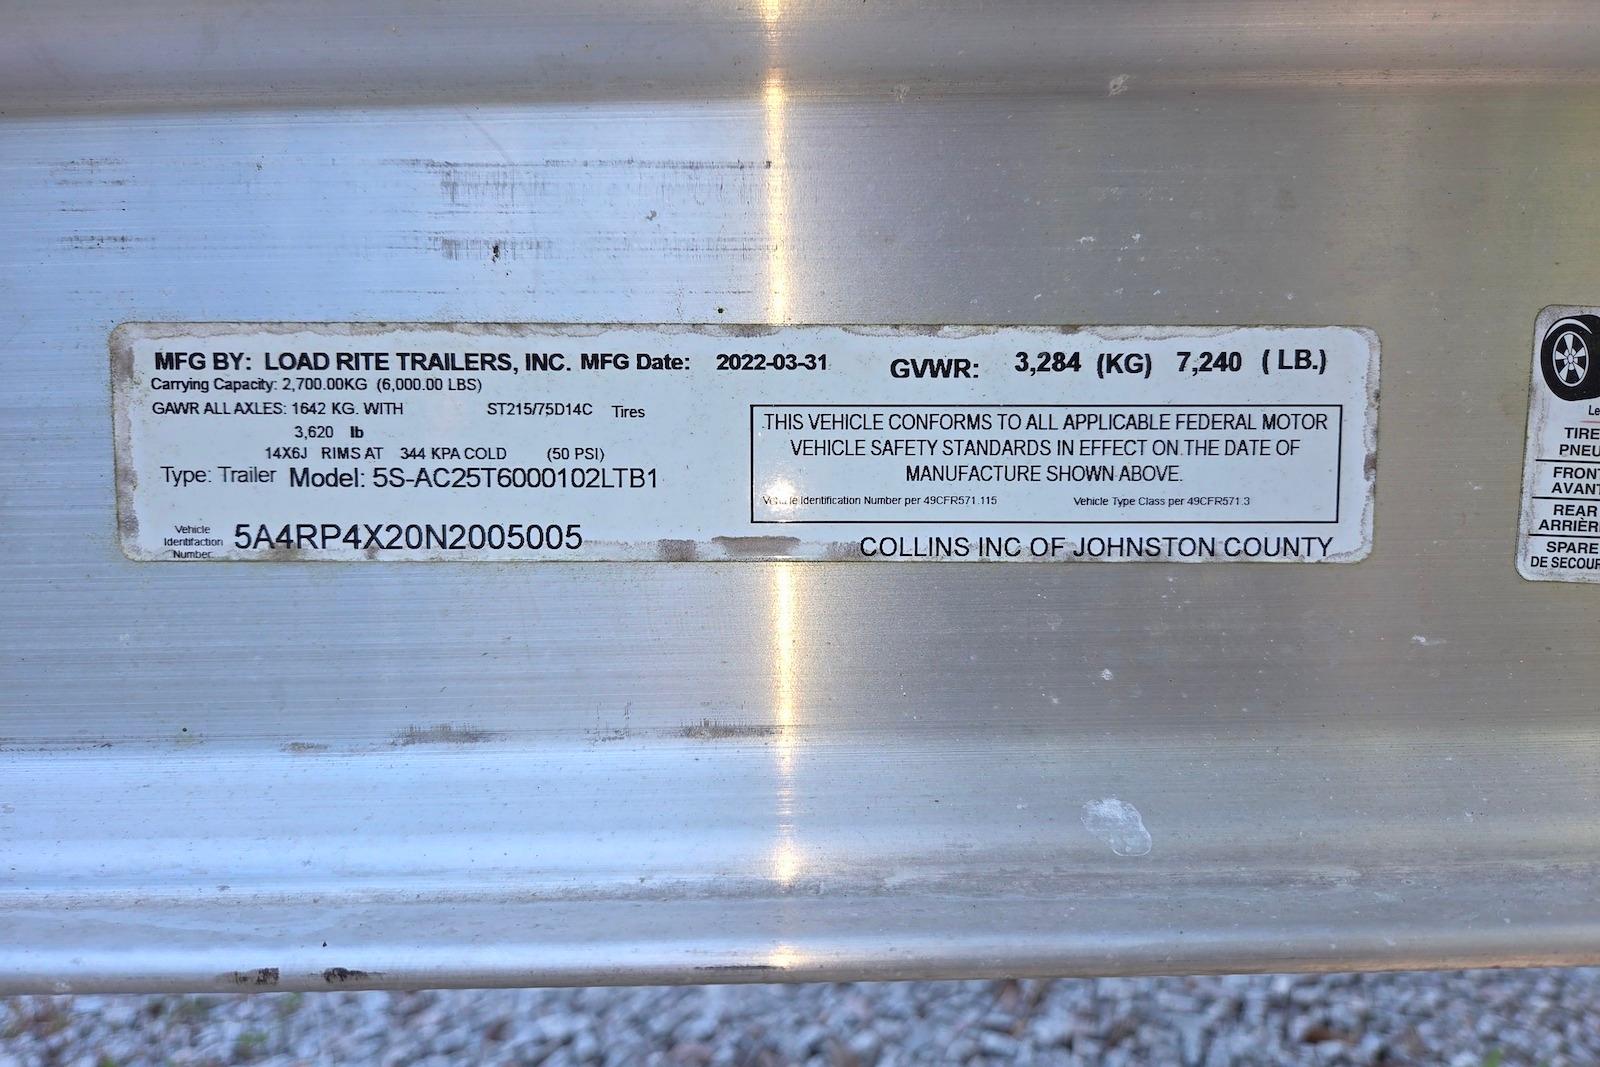 MFG BY: LOAD RITE TRAILERS, INC. MFG Date: 2022-03-31 GVWR: 3,284 (KG) 7,240 (LB.)
Carrying Capacity: 2,700.00KG (6,000.00 LBS)
GAWR ALL AXLES: 1642 KG. WITH ST215/75D14C Tires
3,620 lb
14X6J RIMS AT 344 KPA COLD (50 PSI)
Type: Trailer Model: 5S-AC25T6000102LTB1
Vehicle
Identifaction
Number
5A4RP4X20N2005005
THIS VEHICLE CONFORMS TO ALL APPLICABLE FEDERAL MOTOR
VEHICLE SAFETY STANDARDS IN EFFECT ON THE DATE OF
MANUFACTURE SHOWN ABOVE.
Identification Number per 49CFR571.115 Vehicle Type Class per 49CFR571.3
COLLINS INC OF JOHNSTON COUNTY
Le
TIRE
PNEU
FRONT
AVANT
REAR
ARRIÈR
SPARE
DE SECOUR